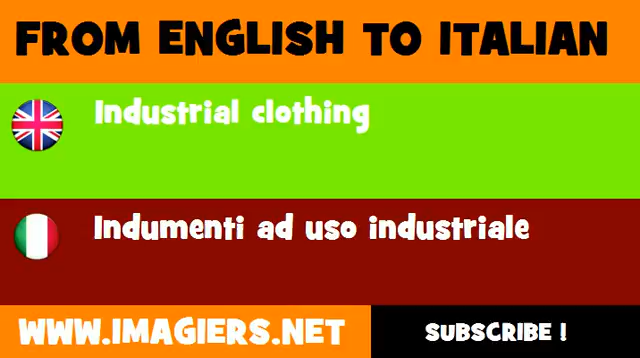 FROM ENGLISH TO ITALIAN
Industrial clothing
Indumenti ad uso industriale
WWW.IMAGIERS.NET
SUBSCRIBE !